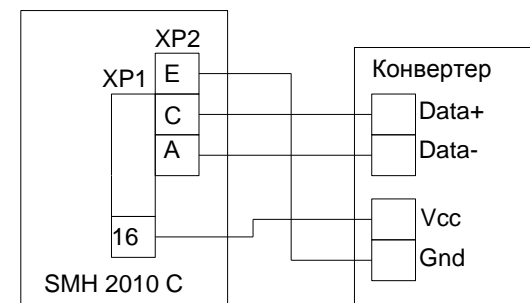 XP2
XP1
E
C
A
16
SMH 2010 C
Конвертер
Data+
Data-
Vcc
Gnd